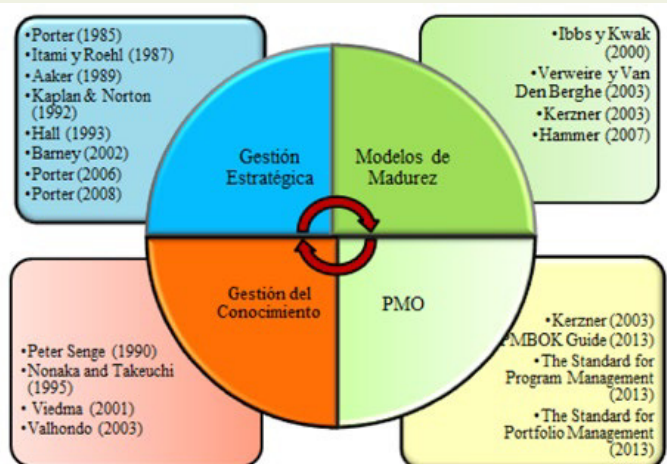 •Porter (1985)
•Itami y Roehl (1987)
•Aaker (1989)
•Kaplan & Norton
(1992)
•Hall (1993)
•Barney (2002)
•Porter (2006)
•Porter (2008)
•Ibbs y Kwak
(2000)
•Verweire y Van
Den Berghe (2003)
•Kerzner (2003)
•Hammer (2007)
Gestión
Estratégica
Modelos de
Madurez
Gestión del
Conocimiento
PMO
•Peter Senge (1990)
•Nonaka and Takeuchi
(1995)
• Viedma (2001)
•Valhondo (2003)
•Kerzner (2003)
PMBOK Guide (2013)
•The Standard for
Program Management
(2013)
•The Standard for
Portfolio Management
(2013)